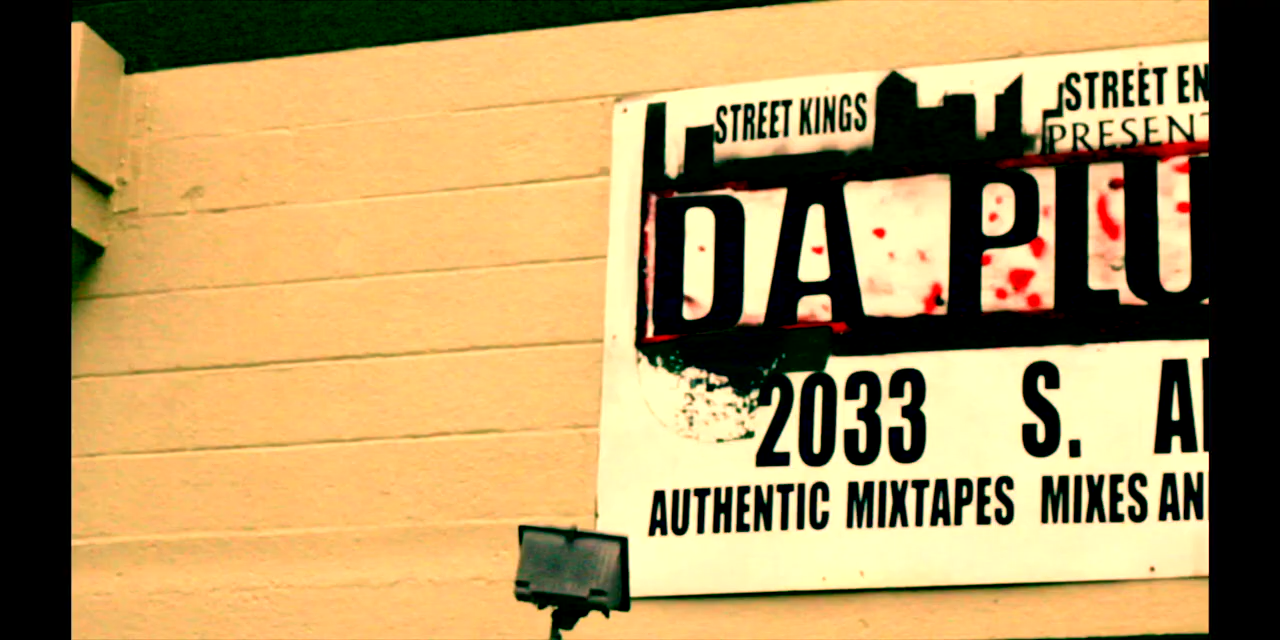 STREET KINGS STREET EN
PRESENT
DA PLU
2033 S. A
AUTHENTIC MIXTAPES MIXES AN